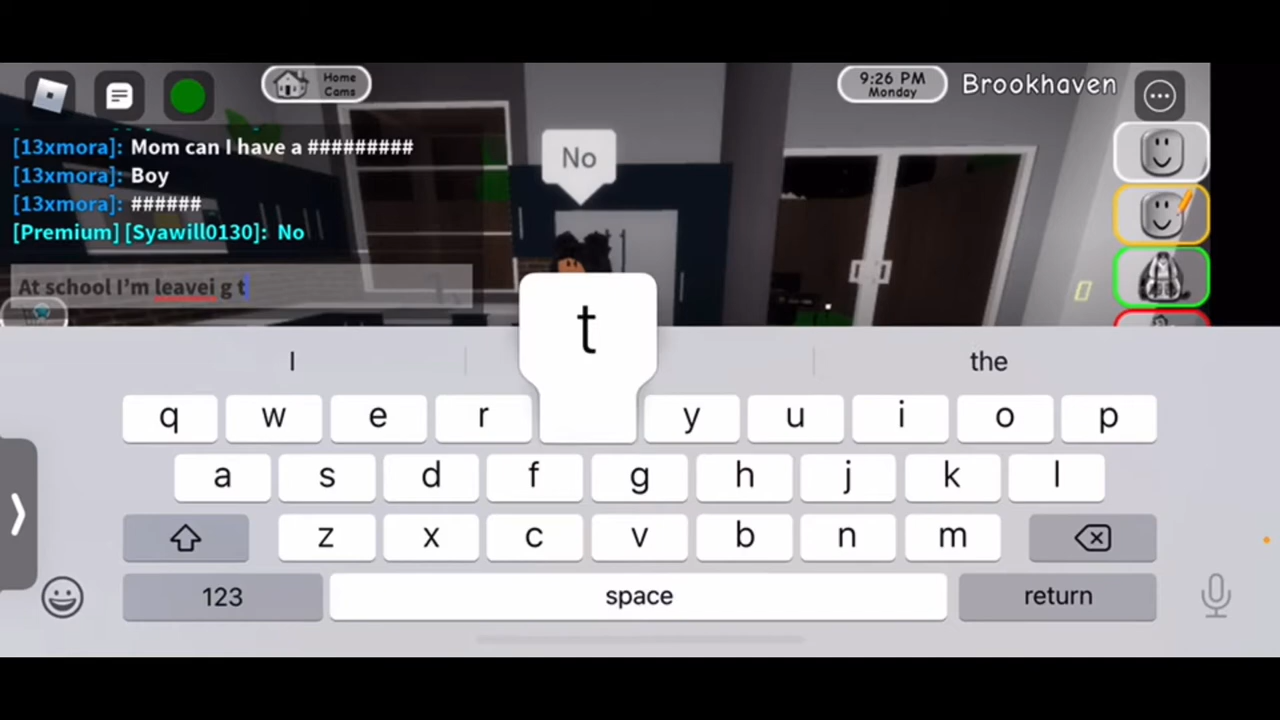 Home
Cams
9:26 PM
Monday
Brookhaven
[13xmora]: Mom can I have a #########
[13xmora]: Boy
[13xmora]: ######
[Premium] [Syawill0130]: No
No
At school I'm leavei g t
t
I
the
q w e r y u i o p
a s d f g h j k l
z x c v b n m
123 space return